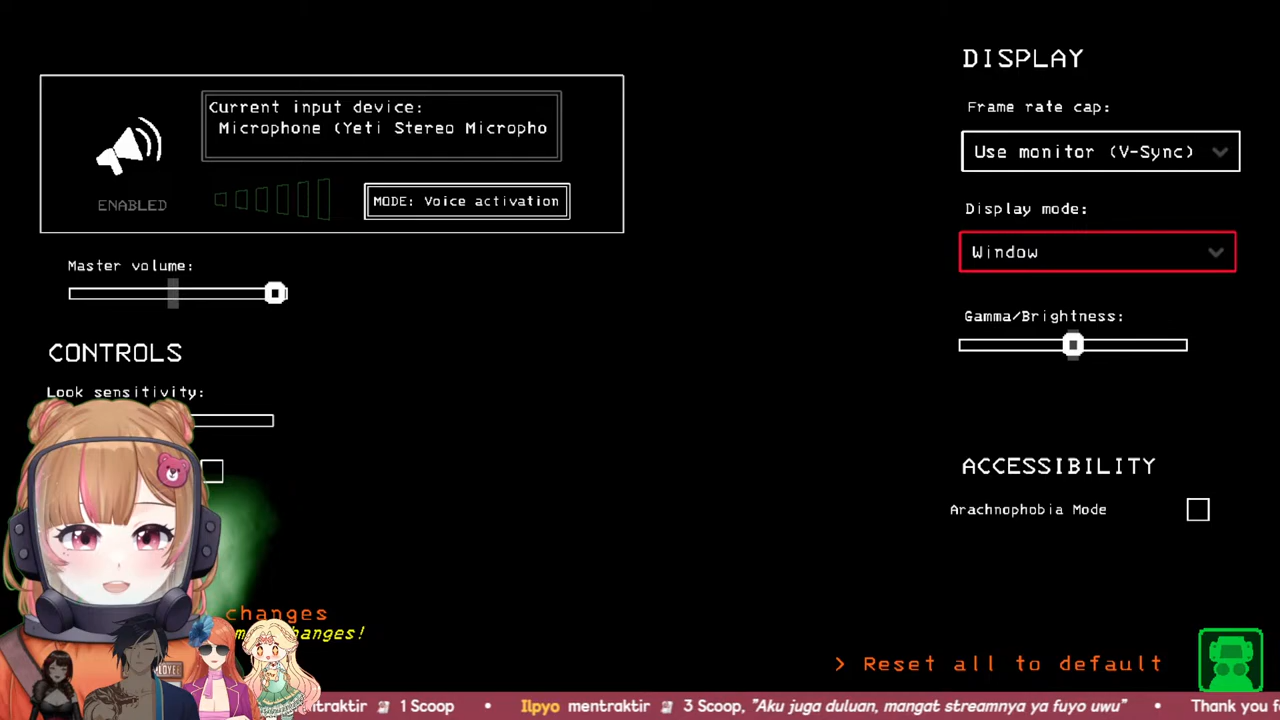 Current input device:
Microphone (Yeti Stereo Micropho
ENABLED
MODE: Voice activation
Master volume:
CONTROLS
Look sensitivity:
changes
changes!
DISPLAY
Frame rate cap:
Use monitor (V-Sync)
Display mode:
Window
Gamma/Brightness:
ACCESSIBILITY
Arachnophobia Mode
> Reset all to default
ntraktir 1 Scoop • Ilpyo mentraktir 3 Scoop, "Aku juga duluan, mangat streamnya ya fuyo uwu" • Thank you f